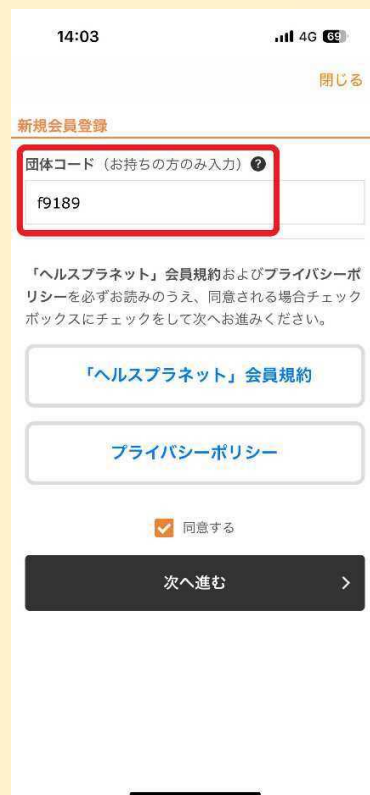 14:03 4G 69
閉じる
新規会員登録
団体コード（お持ちの方のみ入力）?
f9189
「ヘルスプラネット」会員規約およびプライバシーポ
リシーを必ずお読みのうえ、同意される場合チェック
ボックスにチェックをして次へお進みください。
「ヘルスプラネット」会員規約
プライバシーポリシー
同意する
次へ進む